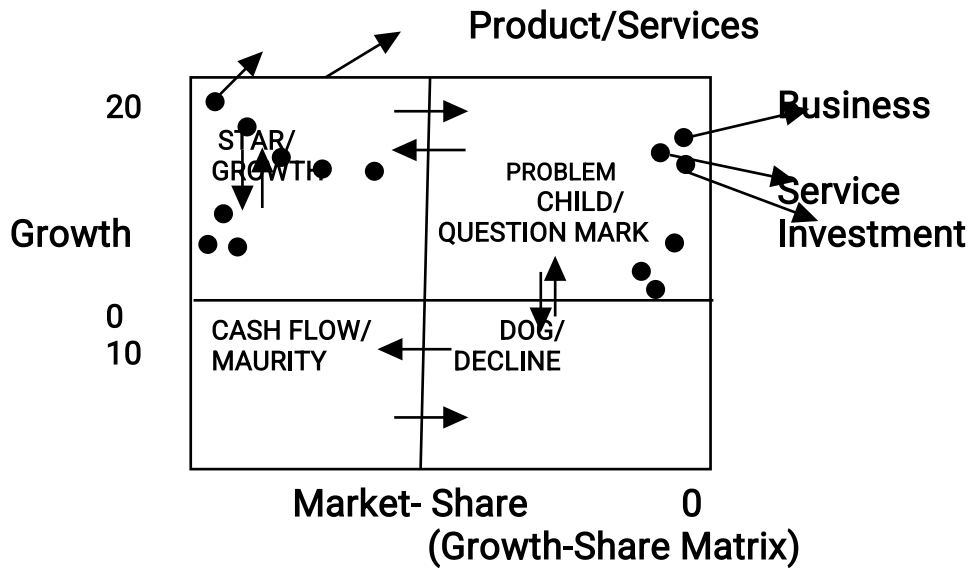 Product/Services
20
Business
STAR/
GROWTH
PROBLEM
CHILD/
QUESTION MARK
Service
Growth
Investment
0
10
CASH FLOW/
MAURITY
DOG/
DECLINE
Market- Share
0
(Growth-Share Matrix)